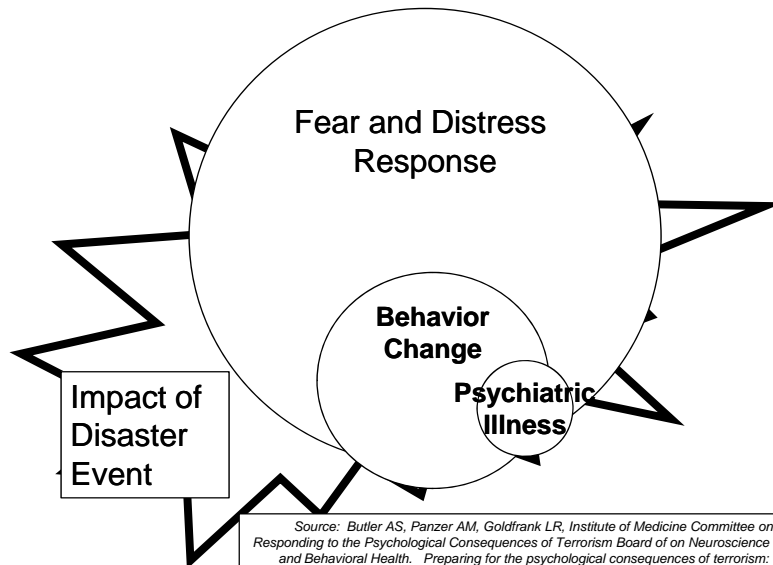 Fear and Distress
Response
Behavior
Change
Psychiatric
Illness
Impact of
Disaster
Event
Source: Butler AS, Panzer AM, Goldfrank LR, Institute of Medicine Committee on
Responding to the Psychological Consequences of Terrorism Board of on Neuroscience
and Behavioral Health. Preparing for the psychological consequences of terrorism: